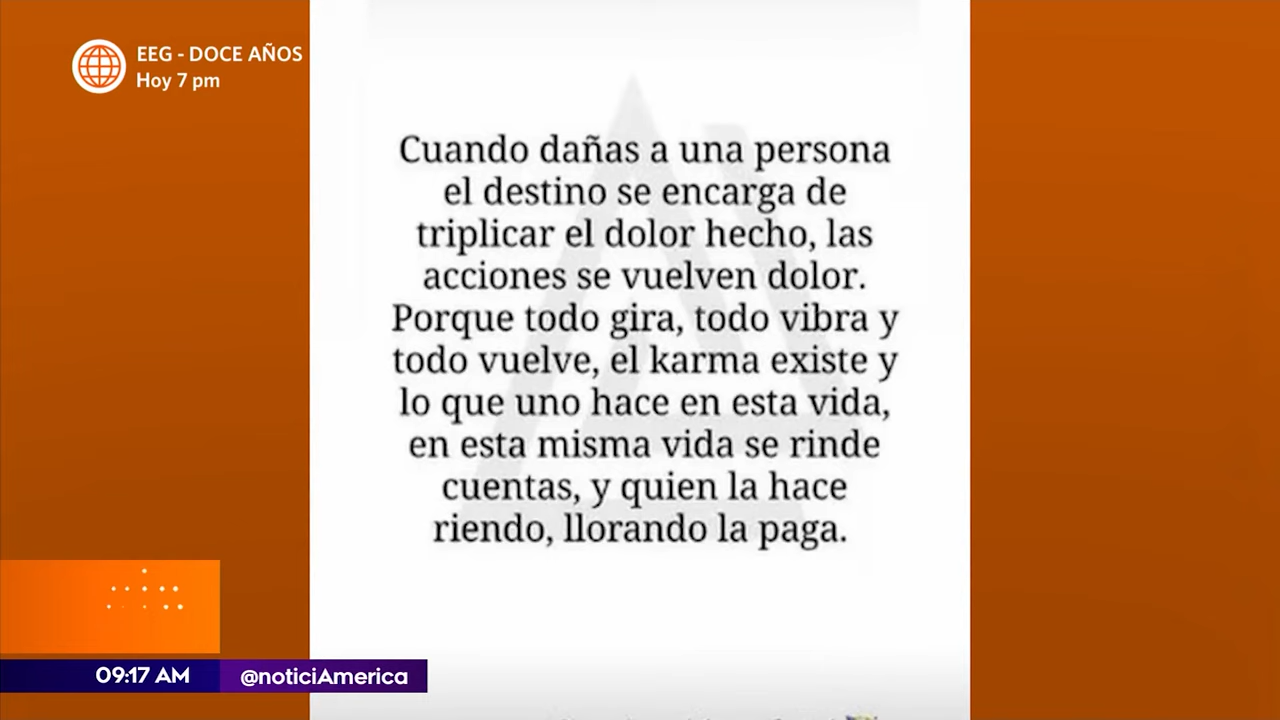 EEG - DOCE AÑOS
Hoy 7 pm
Cuando dañas a una persona
el destino se encarga de
triplicar el dolor hecho, las
acciones se vuelven dolor.
Porque todo gira, todo vibra y
todo vuelve, el karma existe y
lo que uno hace en esta vida,
en esta misma vida se rinde
cuentas, y quien la hace
riendo, llorando la paga.
09:17 AM
@noticiAmerica